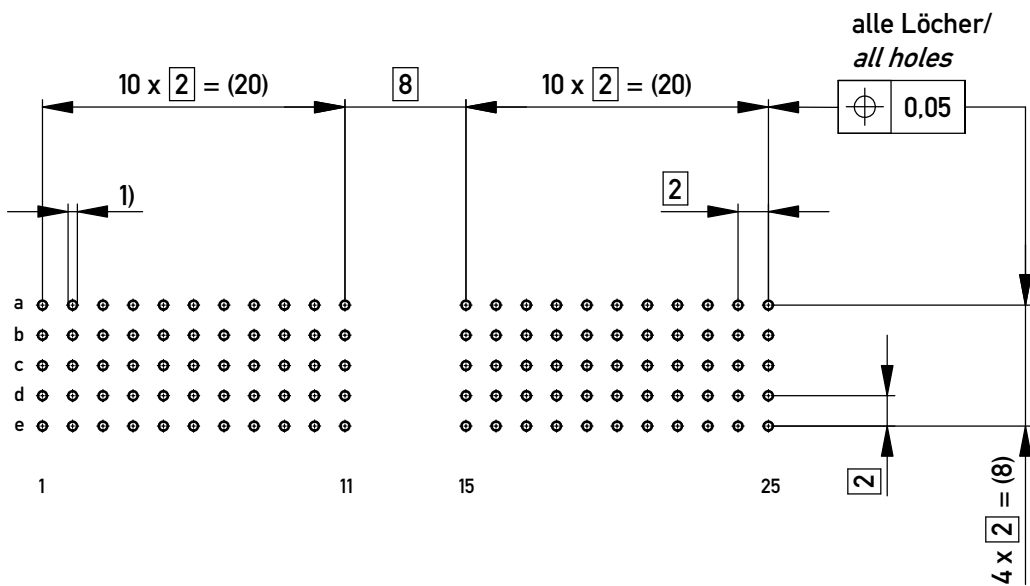 alle Löcher/
all holes
10 x 2 = (20)
8
10 x 2 = (20)
0,05
1)
2
a
b
c
d
e
1
11
15
25
2
4 x 2 = (8)